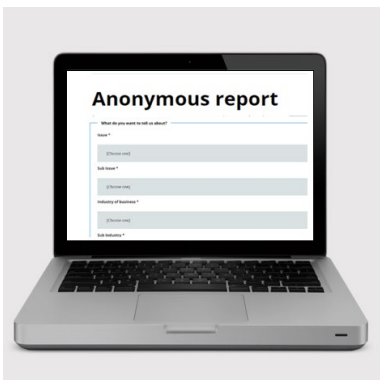 Anonymous report
What do you want to tell us about?
Issue *
[Choose one]
Sub issue *
[Choose one]
Industry of business *
[Choose one]
Sub industry *